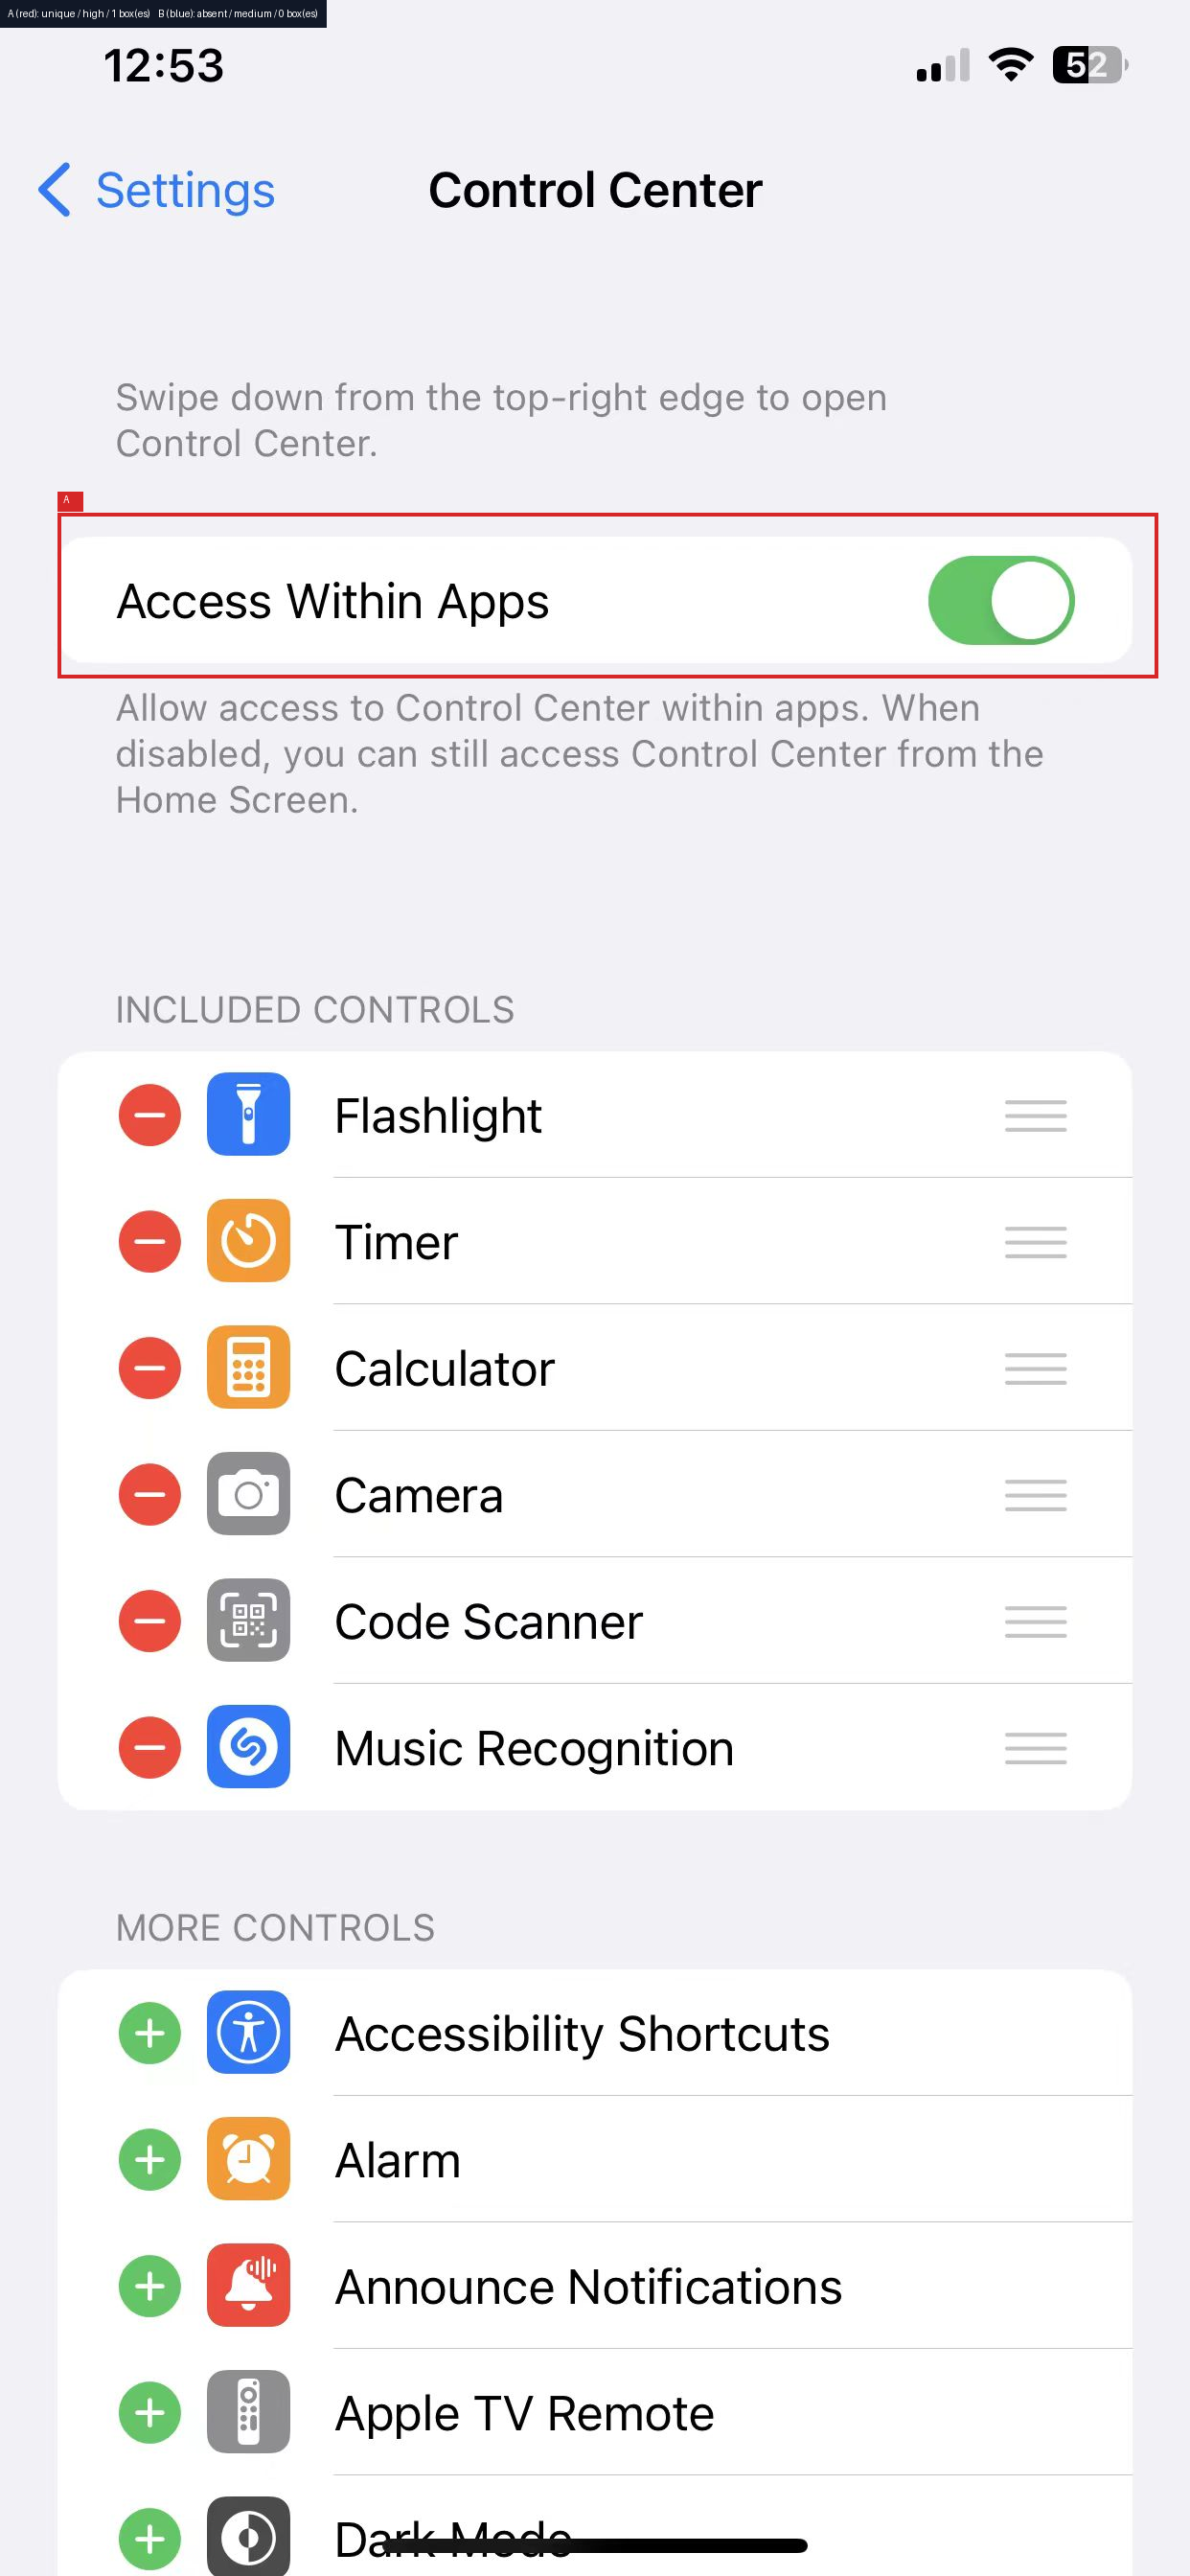 A (red): unique / high / 1 box(es) B (blue): absent / medium / 0 box(es)
12:53
52
Settings
Control Center
Swipe down from the top-right edge to open
Control Center.
A
Access Within Apps
Allow access to Control Center within apps. When
disabled, you can still access Control Center from the
Home Screen.
INCLUDED CONTROLS
Flashlight
Timer
Calculator
Camera
Code Scanner
Music Recognition
MORE CONTROLS
Accessibility Shortcuts
Alarm
Announce Notifications
Apple TV Remote
Dark Mode